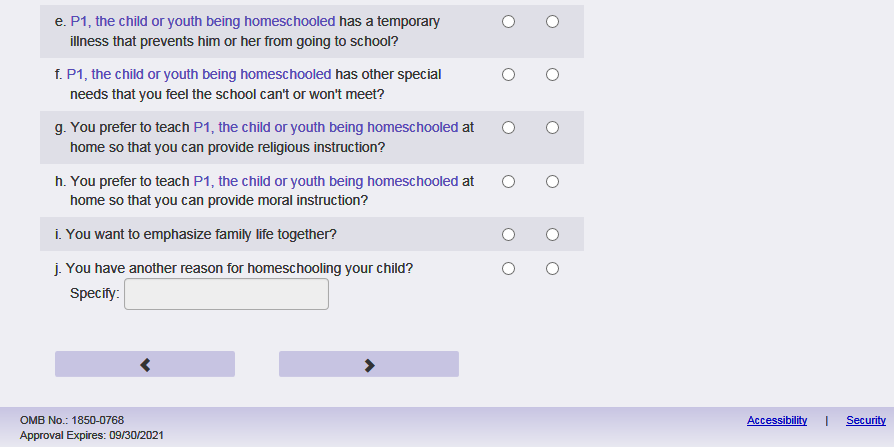 e. P1, the child or youth being homeschooled has a temporary
illness that prevents him or her from going to school?
f. P1, the child or youth being homeschooled has other special
needs that you feel the school can't or won't meet?
g. You prefer to teach P1, the child or youth being homeschooled at
home so that you can provide religious instruction?
h. You prefer to teach P1, the child or youth being homeschooled at
home so that you can provide moral instruction?
i. You want to emphasize family life together?
j. You have another reason for homeschooling your child?
Specify:
OMB No.: 1850-0768
Accessibility | Security
Approval Expires: 09/30/2021